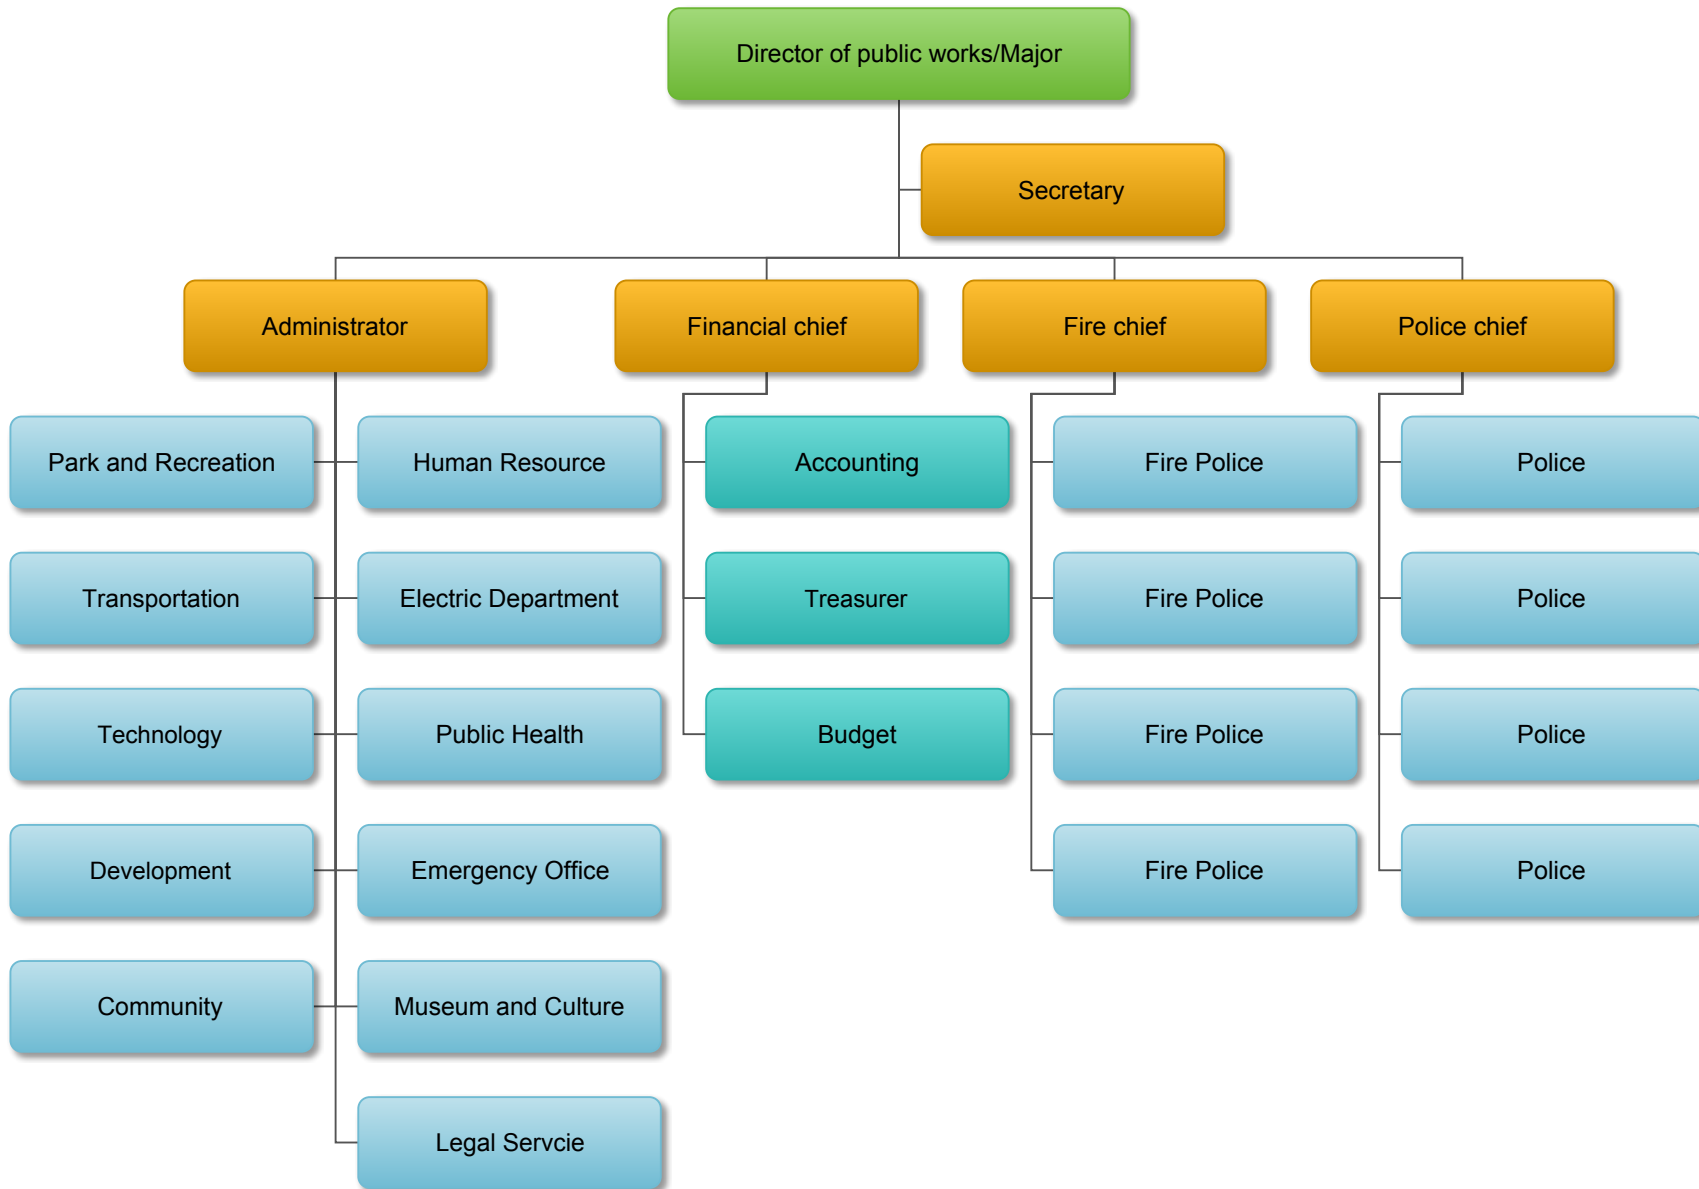 Director of public works/Major
Secretary
Administrator
Financial chief
Fire chief
Police chief
Park and Recreation
Human Resource
Accounting
Fire Police
Police
Transportation
Electric Department
Treasurer
Fire Police
Police
Technology
Public Health
Budget
Fire Police
Police
Development
Emergency Office
Fire Police
Police
Community
Museum and Culture
Legal Servcie